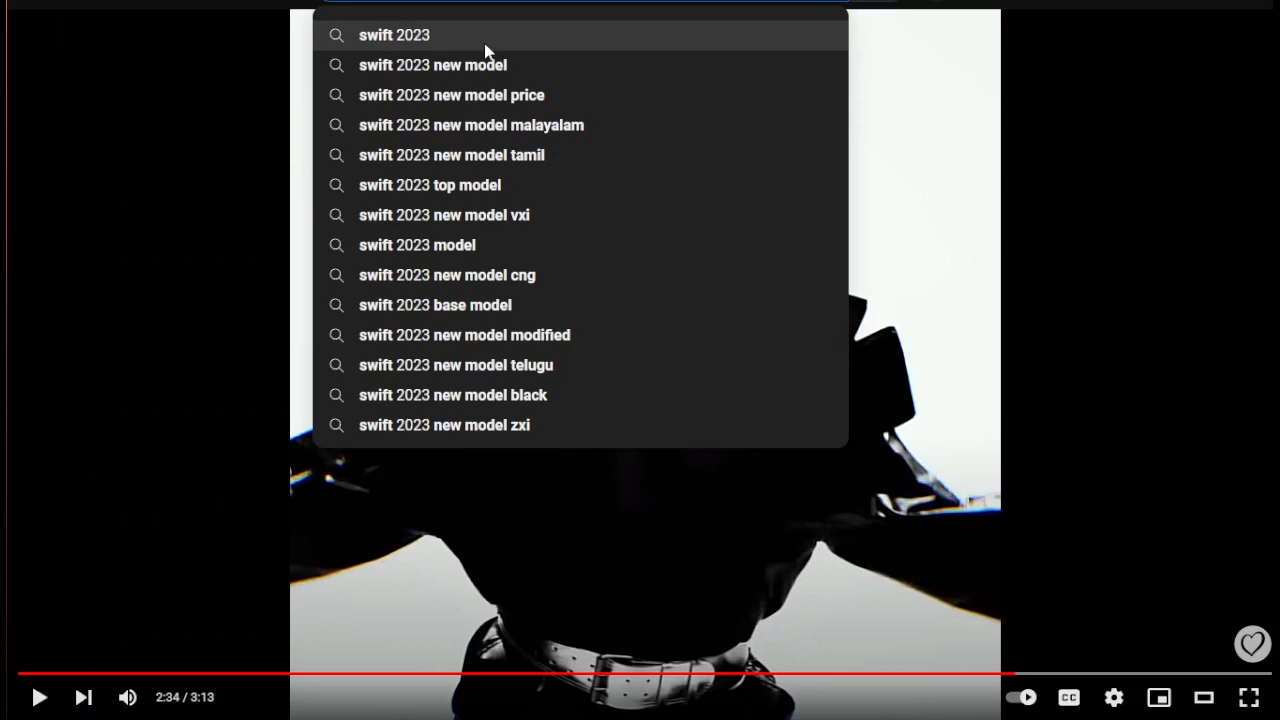 swift 2023
swift 2023 new model
swift 2023 new model price
swift 2023 new model malayalam
swift 2023 new model tamil
swift 2023 top model
swift 2023 new model vxi
swift 2023 model
swift 2023 new model cng
swift 2023 base model
swift 2023 new model modified
swift 2023 new model telugu
swift 2023 new model black
swift 2023 new model zxi
2:34 / 3:13
CC